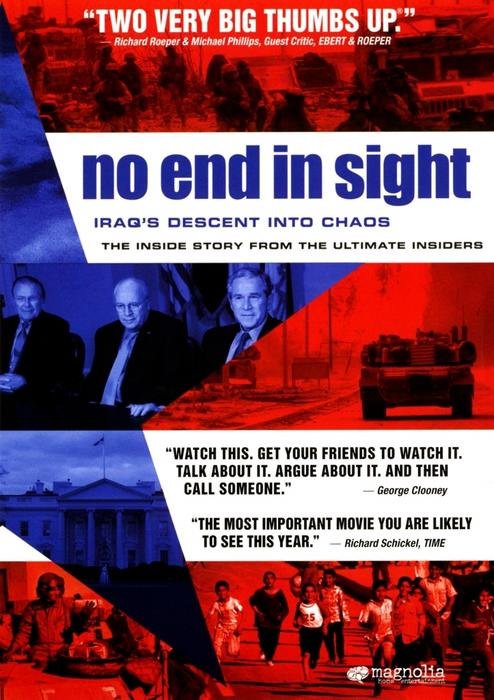 “TWO VERY BIG THUMBS UP.®”
— Richard Roeper & Michael Phillips, Guest Critic, EBERT & ROEPER
no end in sight
IRAQ'S DESCENT INTO CHAOS
THE INSIDE STORY FROM THE ULTIMATE INSIDERS
“WATCH THIS. GET YOUR FRIENDS TO WATCH IT.
TALK ABOUT IT. ARGUE ABOUT IT. AND THEN
CALL SOMEONE.” — George Clooney
“THE MOST IMPORTANT MOVIE YOU ARE LIKELY
TO SEE THIS YEAR.” — Richard Schickel, TIME
25
magnolia
home entertainment